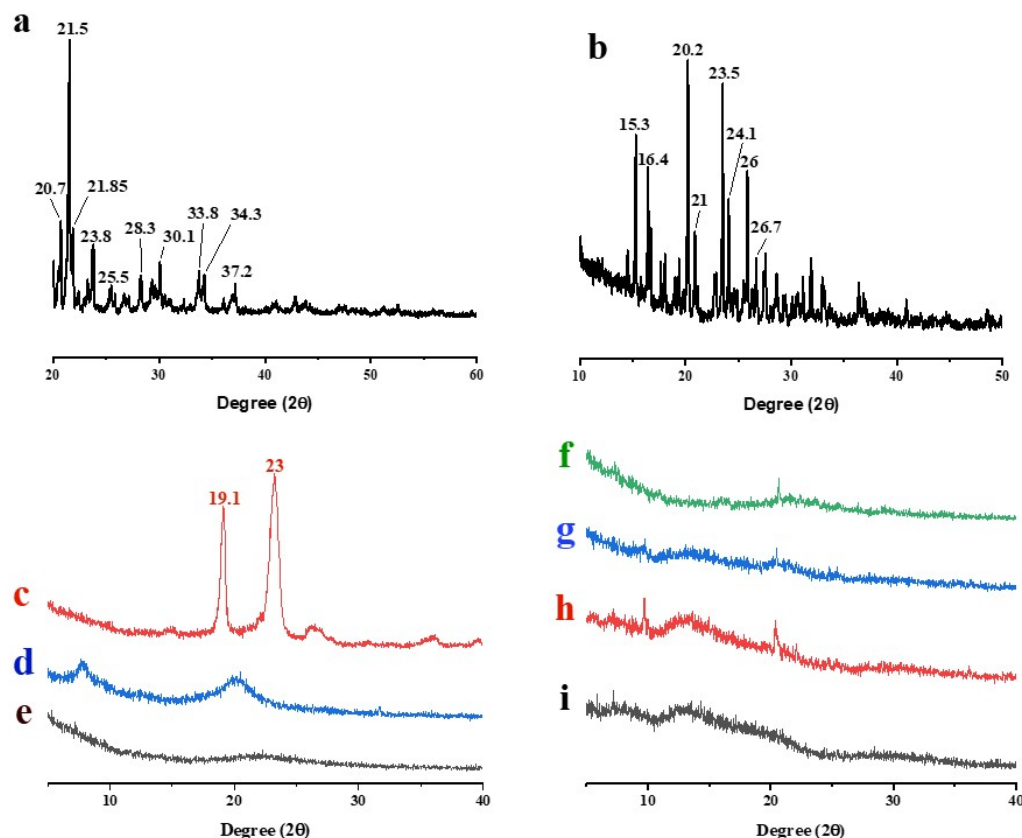 a
21.5
20.7
21.85
23.8
25.5
28.3
30.1
33.8
34.3
37.2
20 30 40 50 60
Degree (2θ)
b
20.2
23.5
15.3
24.1
16.4
26
21
26.7
10 20 30 40 50
Degree (2θ)
23
19.1
c
d
e
10 20 30 40
Degree (2θ)
f
g
h
i
10 20 30 40
Degree (2θ)